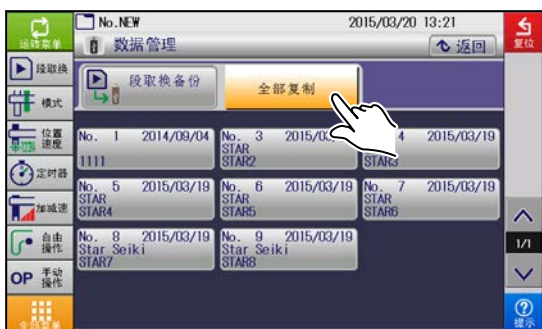 No.NEW 2015/03/20 13:21
运转菜单
复位
数据管理
返回
段取换
段取换备份
全部复制
模式
位置
速度
定时器
加减速
自由
操作
OP 手动
操作
全部菜单
No. 1 2014/09/04
1111
No. 3 2015/03/
STAR
STAR2
4 2015/03/19
STAR3
No. 5 2015/03/19
STAR
STAR4
No. 6 2015/03/19
STAR
STAR5
No. 7 2015/03/19
STAR
STAR6
No. 8 2015/03/19
Star Seiki
STAR7
No. 9 2015/03/19
Star Seiki
STAR8
1/1
提示